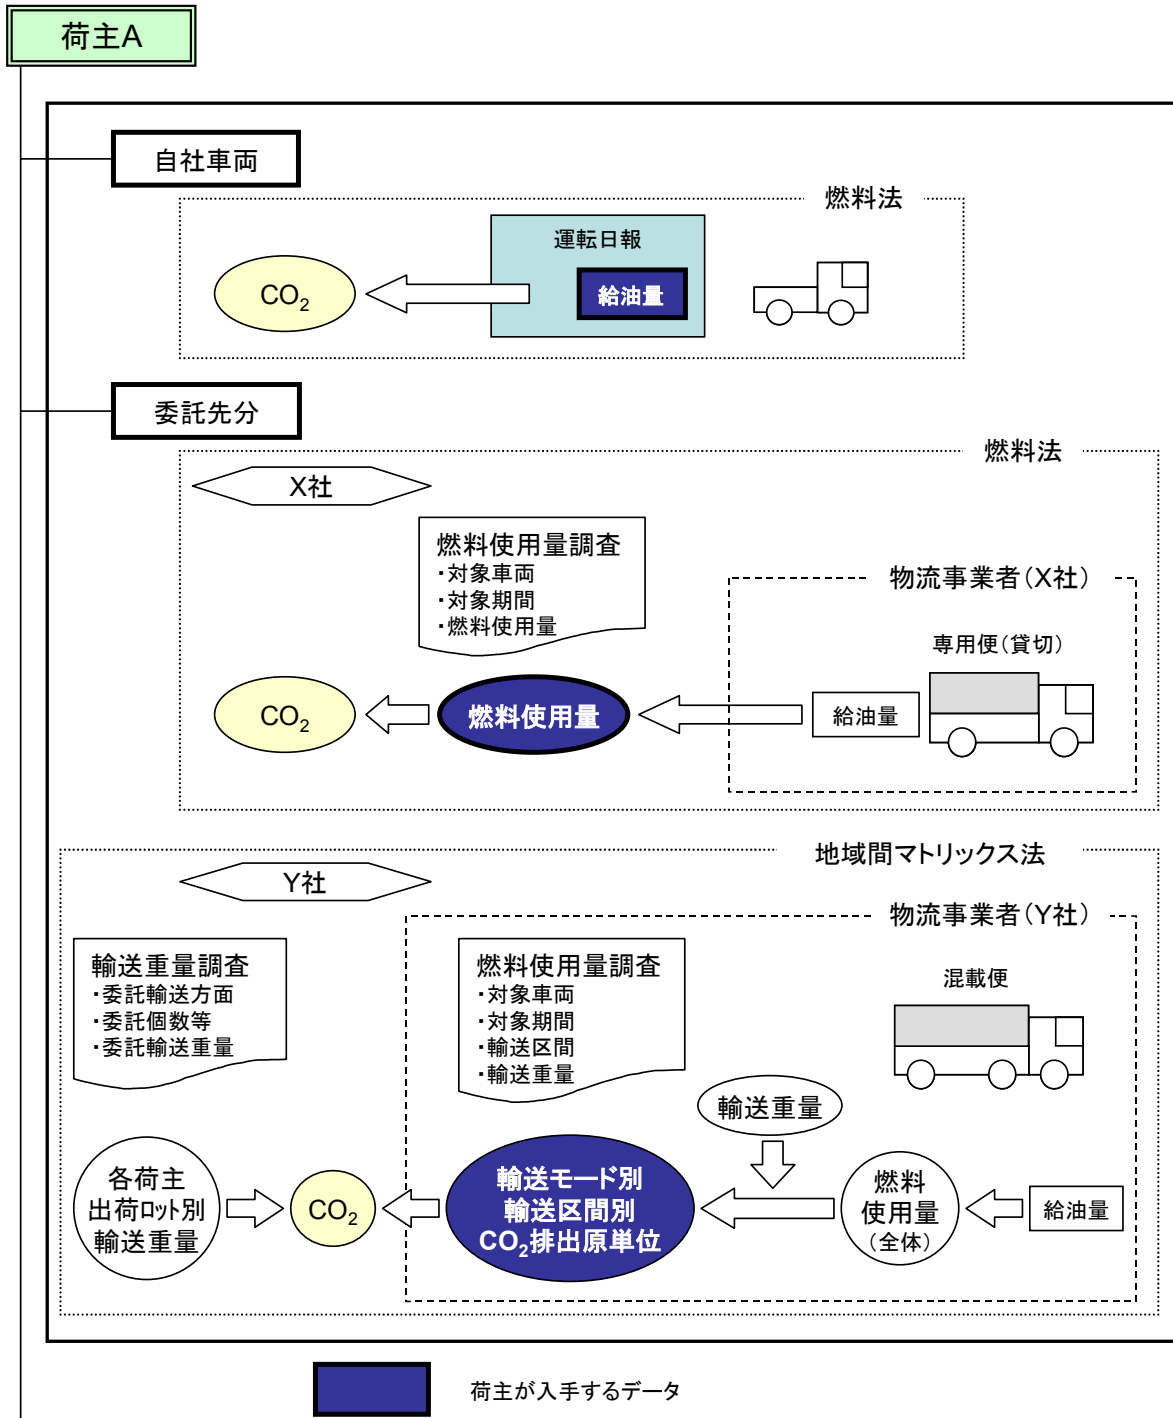 荷主A
自社車両
燃料法
運転日報
給油量
CO₂
委託先分
燃料法
X社
燃料使用量調査
・対象車両
・対象期間
・燃料使用量
物流事業者（X社）
専用便（貸切）
CO₂
燃料使用量
給油量
地域間マトリックス法
Y社
物流事業者（Y社）
輸送重量調査
・委託輸送方面
・委託個数等
・委託輸送重量
燃料使用量調査
・対象車両
・対象期間
・輸送区間
・輸送重量
混載便
輸送重量
各荷主
出荷ロット別
輸送重量
CO₂
輸送モード別
輸送区間別
CO₂排出原単位
燃料
使用量
（全体）
給油量
荷主が入手するデータ